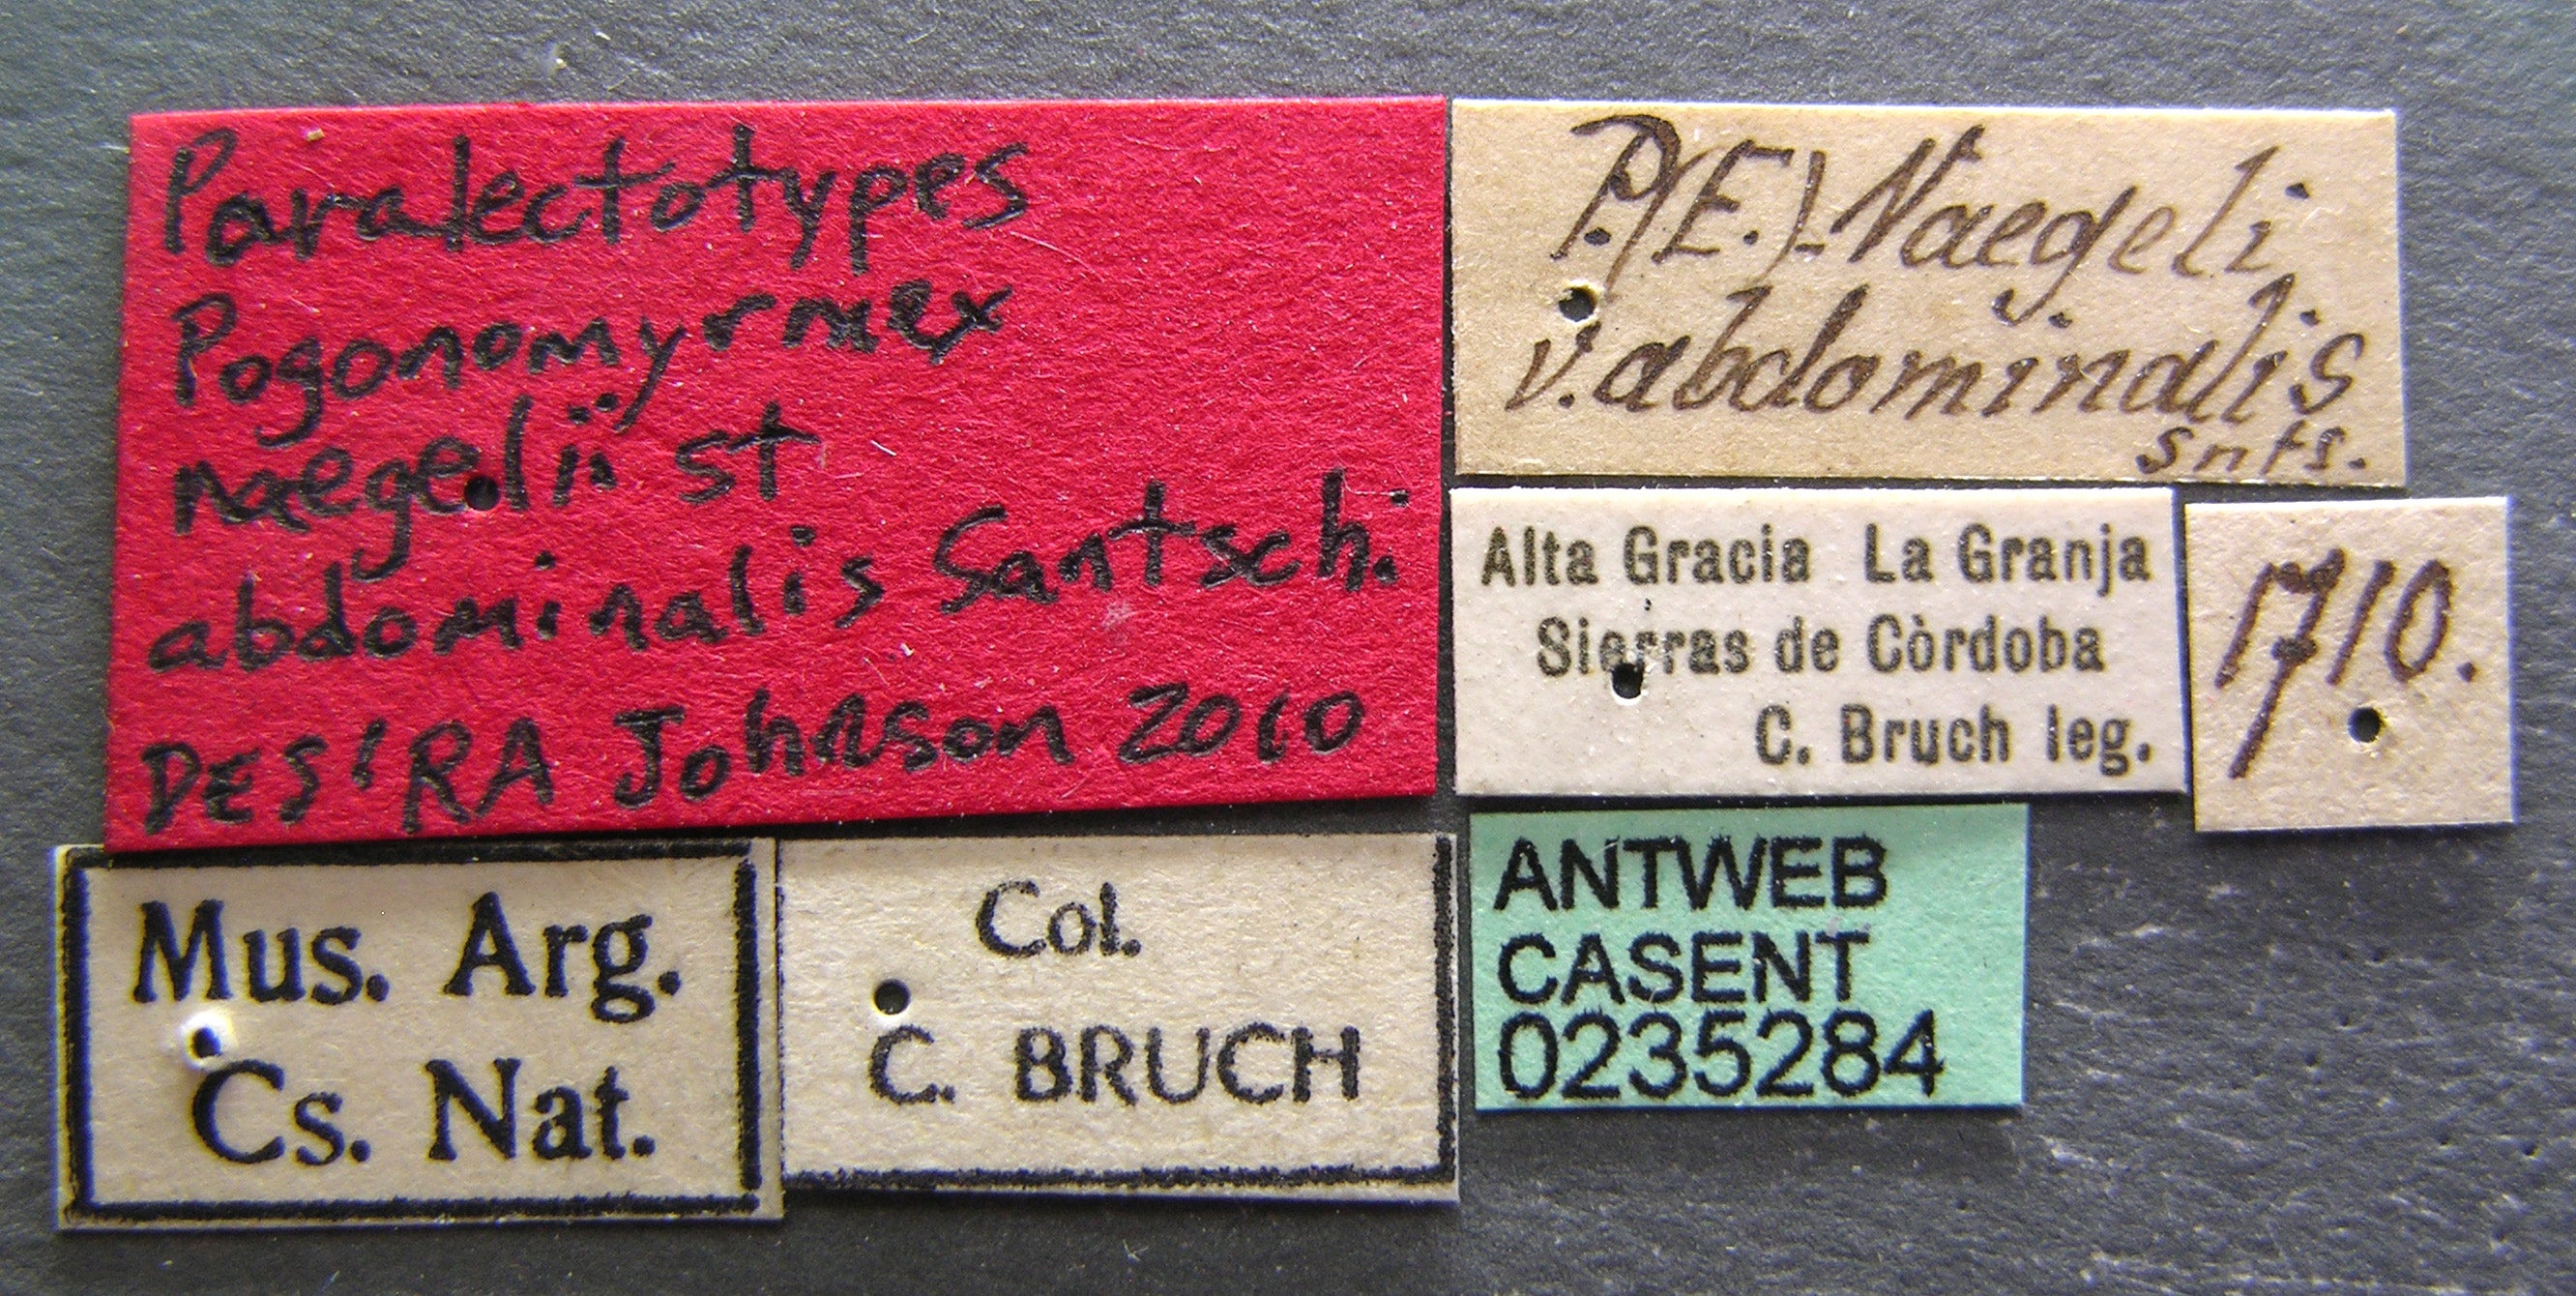 Paralectotypes
Pogonomyrmex
naegelii st
abdominalis Santschi
DES'RA Johnson 2010
P.(E.) Naegeli
v. abdominalis
snts.
Alta Gracia La Granja
Sierras de Còrdoba
C. Bruch leg.
1710.
Mus. Arg.
Cs. Nat.
Col.
C. BRUCH
ANTWEB
CASENT
0235284